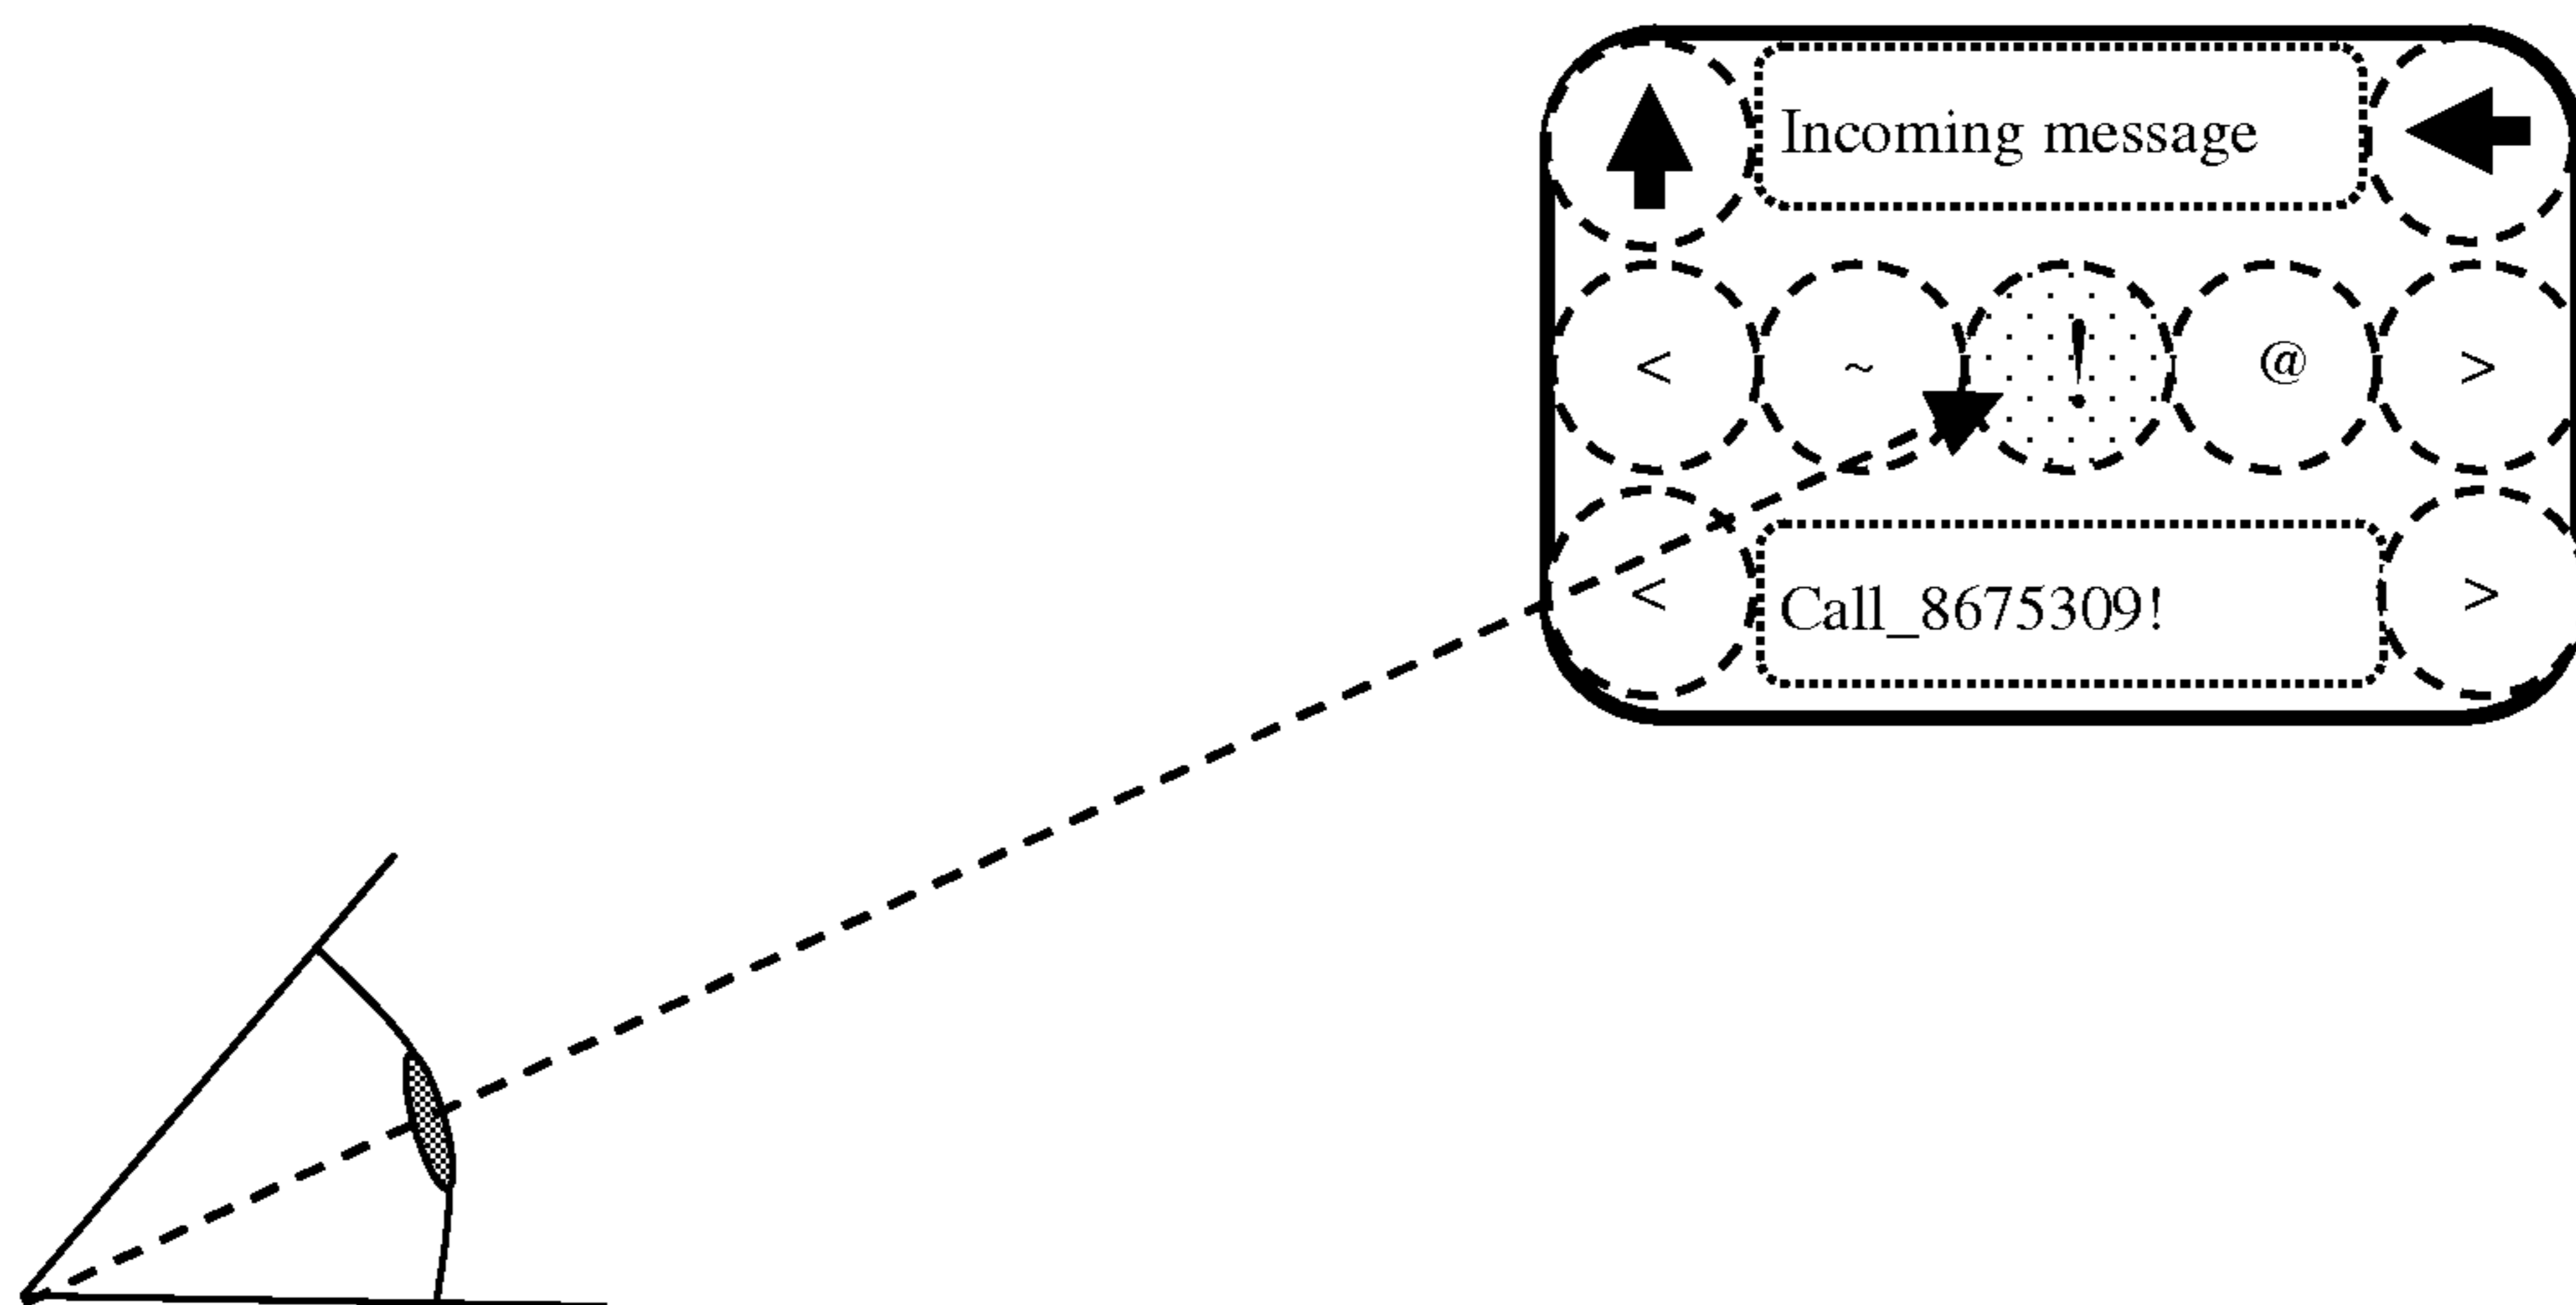 Incoming message
< ~ ! @ >
< Call_8675309! >